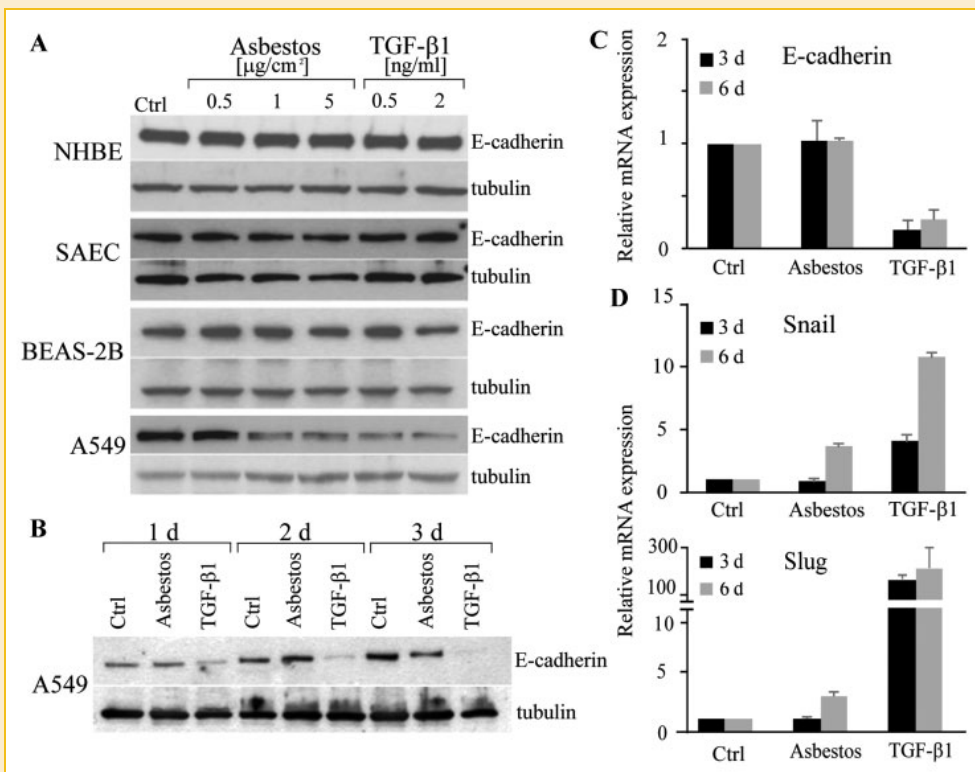 A
Asbestos
[µg/cm²]
TGF-β1
[ng/ml]
Ctrl 0.5 1 5 0.5 2
NHBE
E-cadherin
tubulin
SAEC
E-cadherin
tubulin
BEAS-2B
E-cadherin
tubulin
A549
E-cadherin
tubulin
B
1 d 2 d 3 d
Ctrl Asbestos TGF-β1 Ctrl Asbestos TGF-β1 Ctrl Asbestos TGF-β1
A549
E-cadherin
tubulin
C
E-cadherin
3 d
6 d
Relative mRNA expression
2
1
0
Ctrl Asbestos TGF-β1
D
Snail
3 d
6 d
15
10
5
0
Ctrl Asbestos TGF-β1
Relative mRNA expression
Slug
3 d
6 d
300
100
10
5
0
Ctrl Asbestos TGF-β1